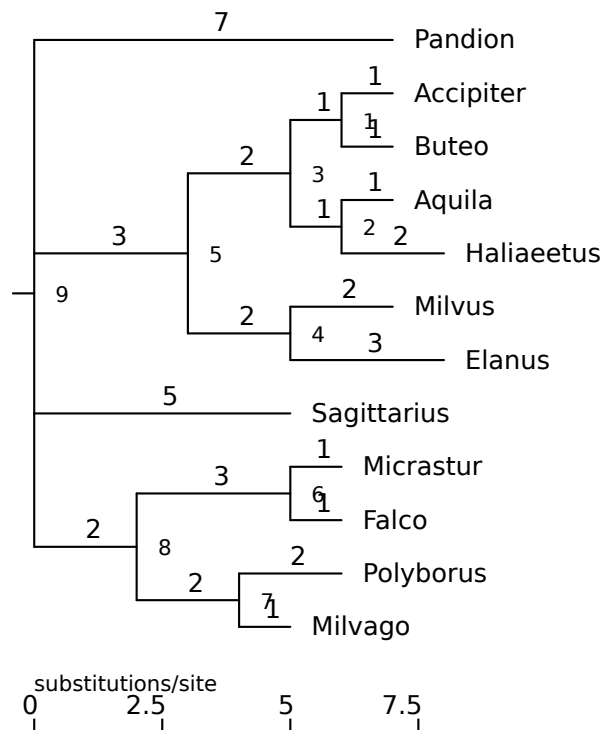 7
Pandion
1
Accipiter
1
1
1
Buteo
2
3
1
Aquila
1
2
2
Haliaeetus
3
5
9
2
Milvus
2
4
3
Elanus
5
Sagittarius
1
Micrastur
3
6
1
Falco
2
8
2
Polyborus
2
7
1
Milvago
substitutions/site
0 2.5 5 7.5